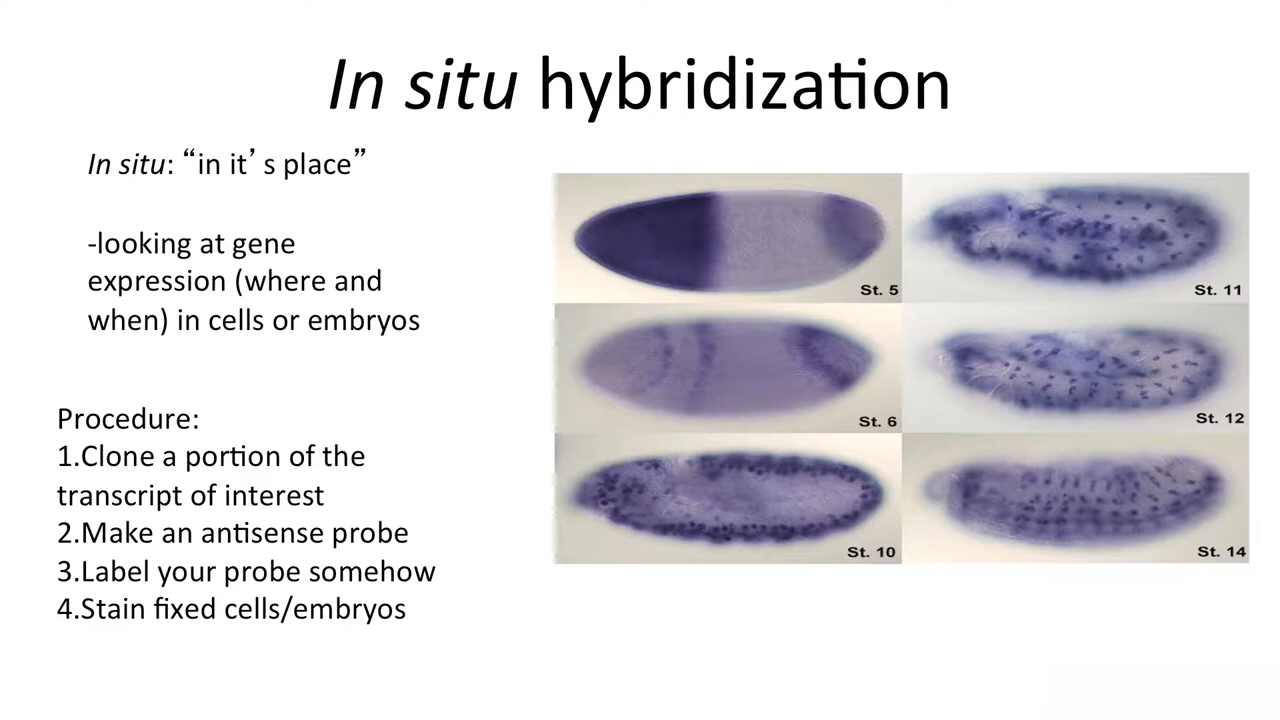 In situ hybridization
In situ: “in it’ s place”
-looking at gene
expression (where and
when) in cells or embryos
Procedure:
1.Clone a portion of the
transcript of interest
2.Make an antisense probe
3.Label your probe somehow
4.Stain fixed cells/embryos
St. 5
St. 11
St. 6
St. 12
St. 10
St. 14